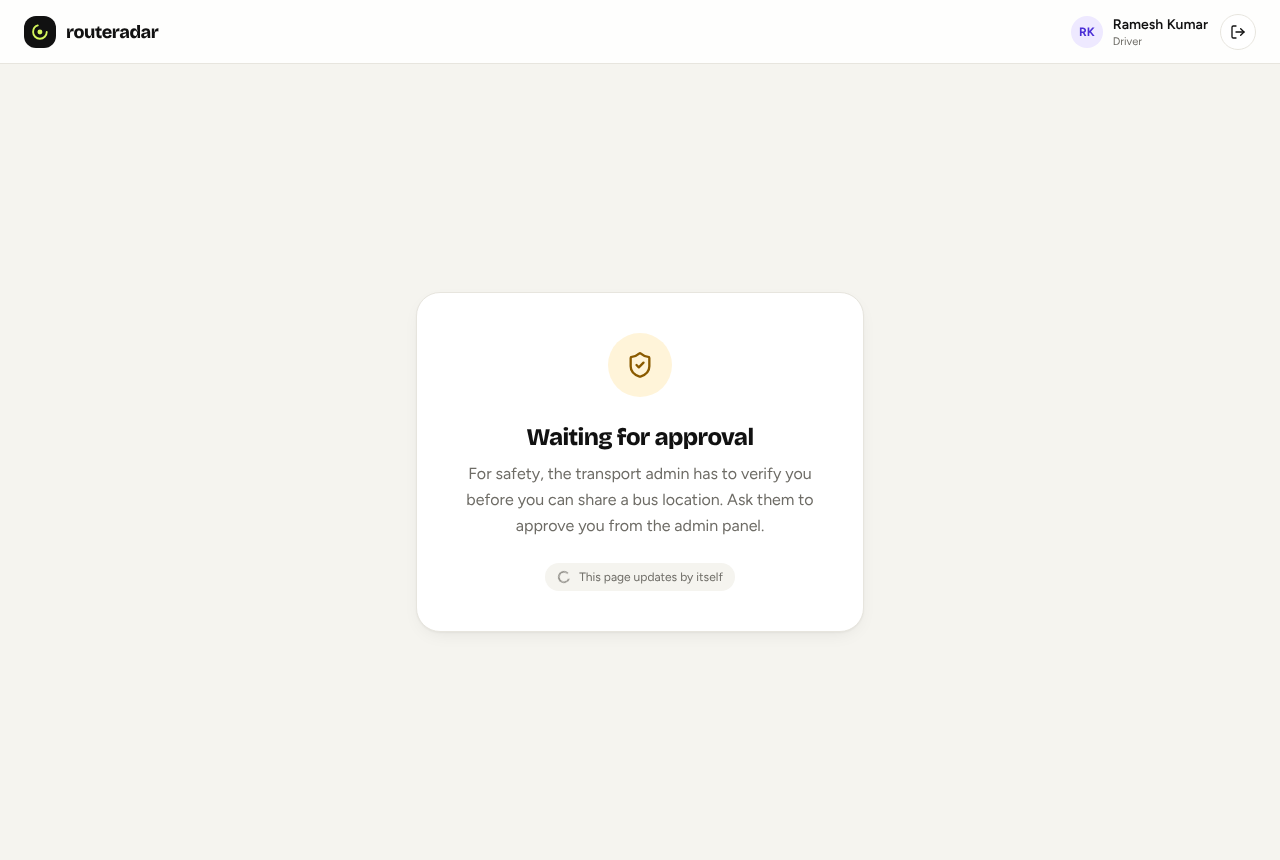 routeradar
RK
Ramesh Kumar
Driver
Waiting for approval
For safety, the transport admin has to verify you
before you can share a bus location. Ask them to
approve you from the admin panel.
This page updates by itself